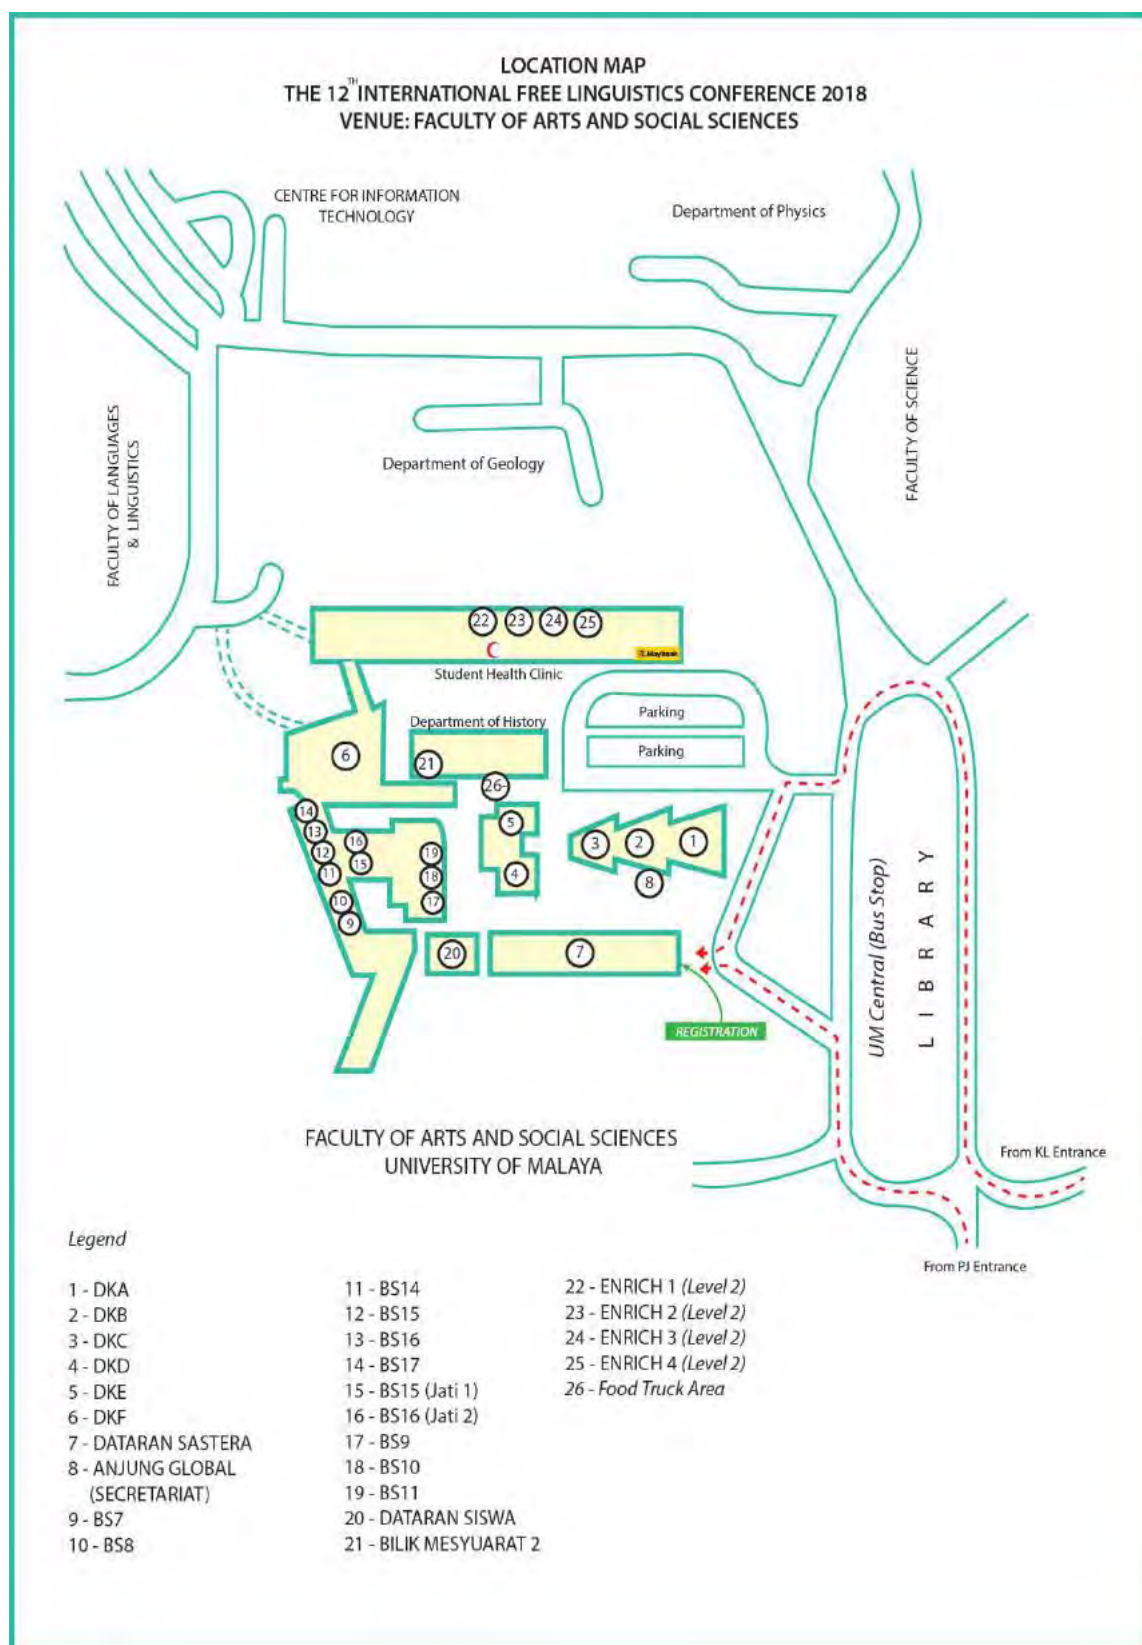 LOCATION MAP
THE 12TH INTERNATIONAL FREE LINGUISTICS CONFERENCE 2018
VENUE: FACULTY OF ARTS AND SOCIAL SCIENCES
CENTRE FOR INFORMATION
TECHNOLOGY
Department of Physics
FACULTY OF LANGUAGES
& LINGUISTICS
FACULTY OF SCIENCE
Department of Geology
22
23
24
25
Maybank
Student Health Clinic
Department of History
Parking
Parking
6
21
26
14
13
12
11
10
9
16
15
19
18
17
5
4
3
2
1
8
20
7
REGISTRATION
UM Central (Bus Stop)
LIBRARY
FACULTY OF ARTS AND SOCIAL SCIENCES
UNIVERSITY OF MALAYA
From KL Entrance
From PJ Entrance
Legend
1 - DKA
2 - DKB
3 - DKC
4 - DKD
5 - DKE
6 - DKF
7 - DATARAN SASTERA
8 - ANJUNG GLOBAL
(SECRETARIAT)
9 - BS7
10 - BS8
11 - BS14
12 - BS15
13 - BS16
14 - BS17
15 - BS15 (Jati 1)
16 - BS16 (Jati 2)
17 - BS9
18 - BS10
19 - BS11
20 - DATARAN SISWA
21 - BILIK MESYUARAT 2
22 - ENRICH 1 (Level 2)
23 - ENRICH 2 (Level 2)
24 - ENRICH 3 (Level 2)
25 - ENRICH 4 (Level 2)
26 - Food Truck Area